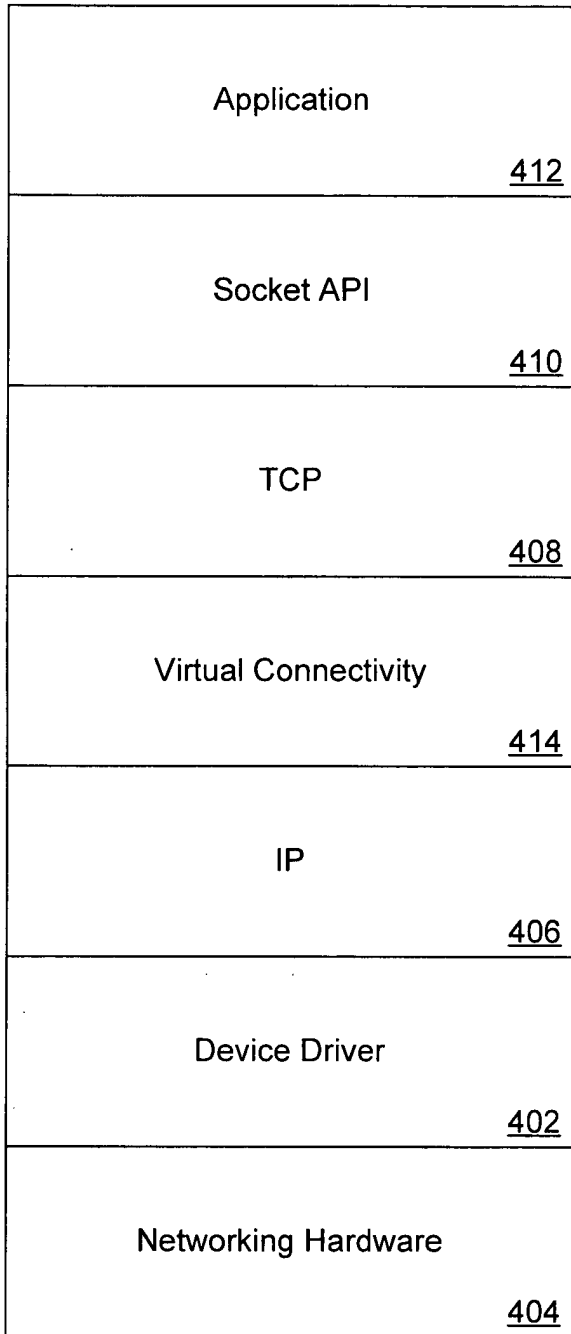 Application
412
Socket API
410
TCP
408
Virtual Connectivity
414
IP
406
Device Driver
402
Networking Hardware
404